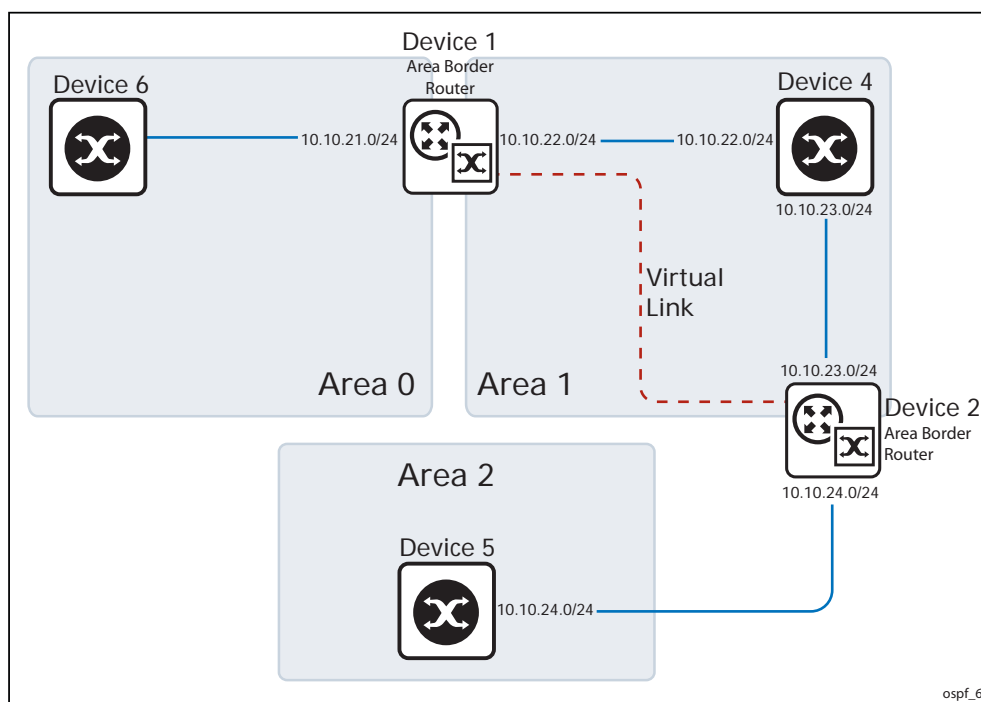 Device 1
Area Border
Router
Device 6
Device 4
10.10.21.0/24
10.10.22.0/24
10.10.22.0/24
10.10.23.0/24
Virtual
Link
10.10.23.0/24
Area 0
Area 1
Device 2
Area Border
Router
Area 2
10.10.24.0/24
Device 5
10.10.24.0/24
ospf_6